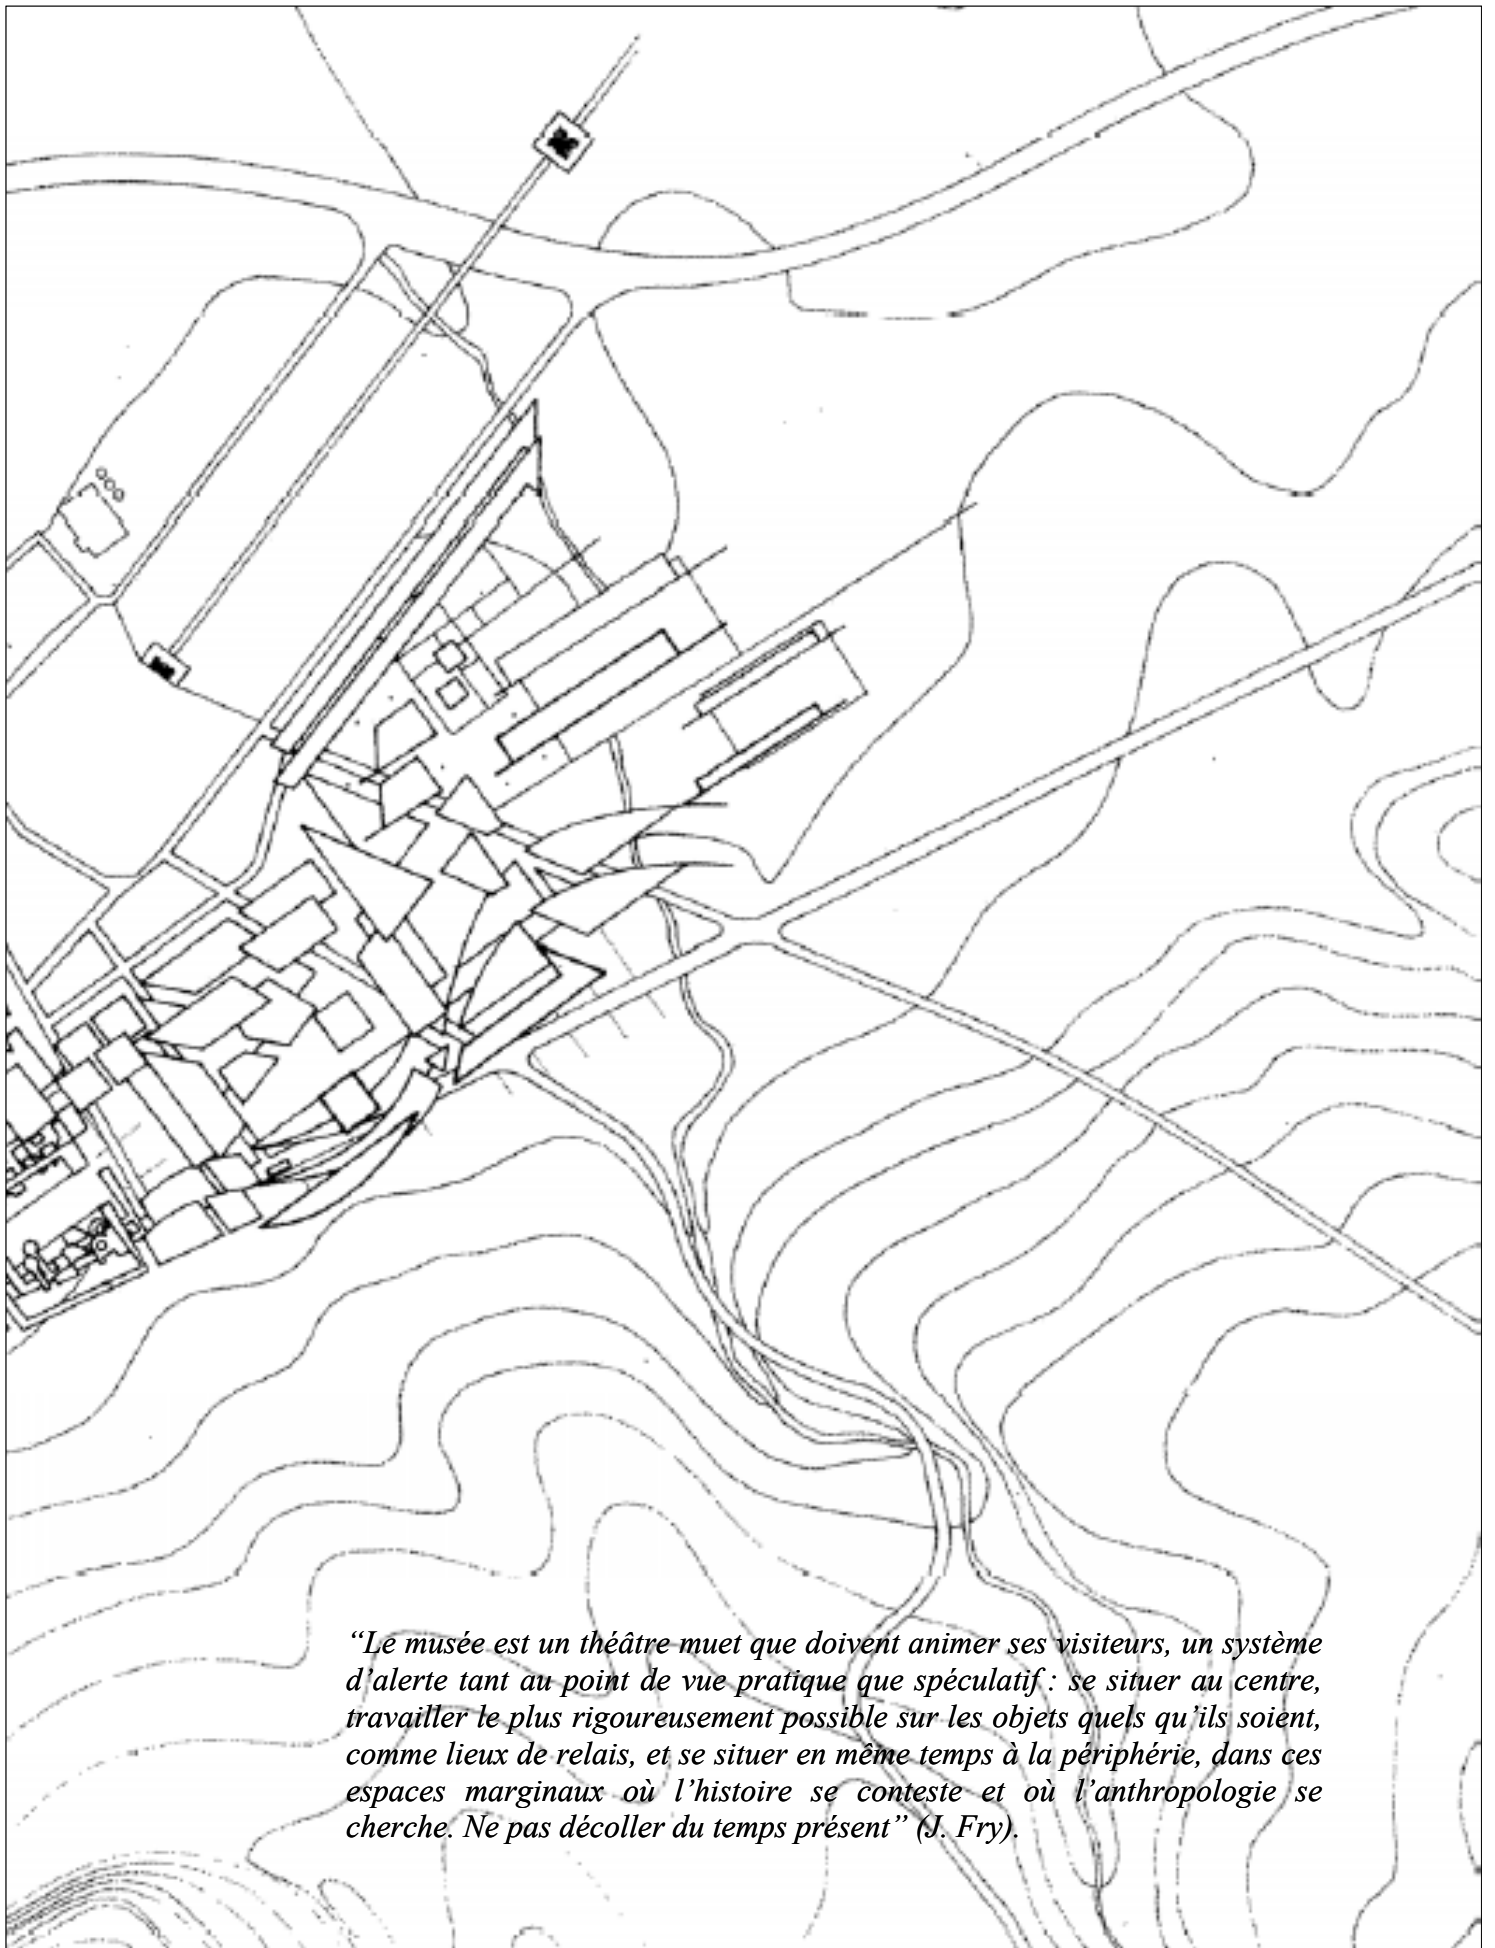 “Le musée est un théâtre muet que doivent animer ses visiteurs, un système
d’alerte tant au point de vue pratique que spéculatif : se situer au centre,
travailler le plus rigoureusement possible sur les objets quels qu’ils soient,
comme lieux de relais, et se situer en même temps à la périphérie, dans ces
espaces marginaux où l’histoire se conteste et où l’anthropologie se
cherche. Ne pas décoller du temps présent” (J. Fry).